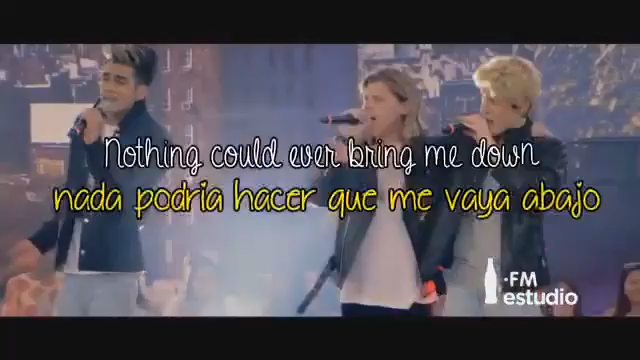 Nothing could ever bring me down
nada podria hacer que me vaya abajo
.FM
estudio